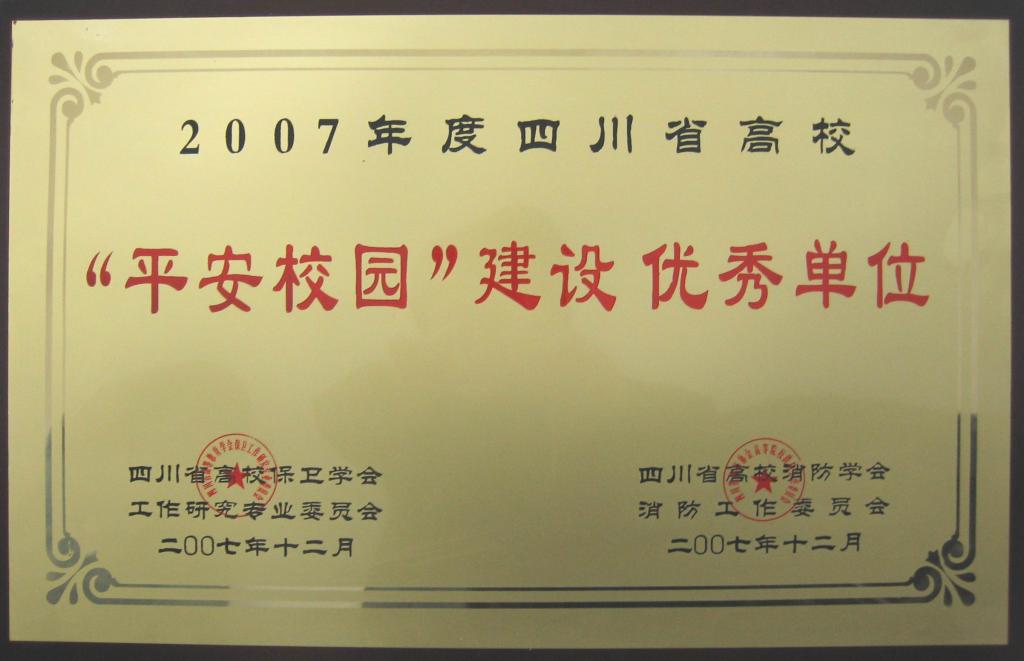 2007年度四川省高校
“平安校园”建设 优秀单位
四川省高校保卫学会
工作研究专业委员会
二00七年十二月
四川省高校消防学会
消防工作委员会
二00七年十二月